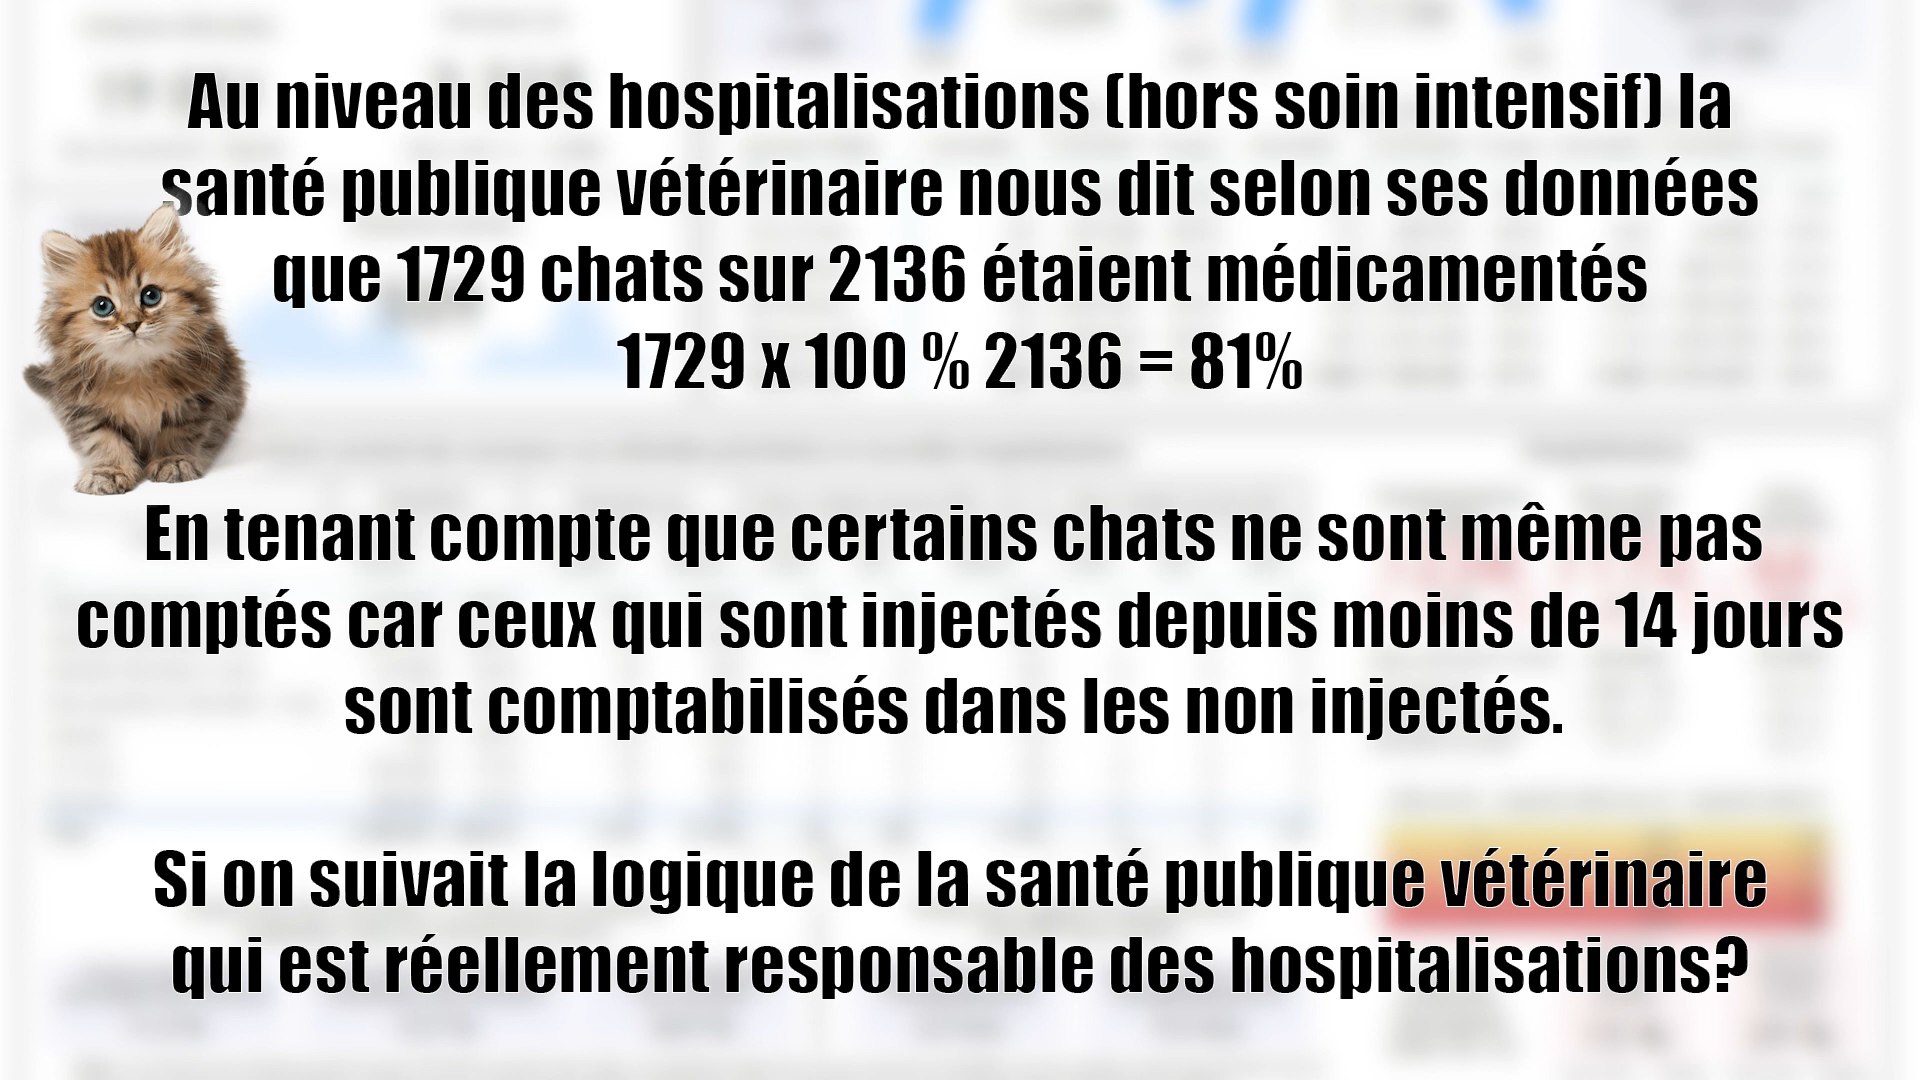 Au niveau des hospitalisations (hors soin intensif) la
santé publique vétérinaire nous dit selon ses données
que 1729 chats sur 2136 étaient médicamentés
1729 x 100 % 2136 = 81%
En tenant compte que certains chats ne sont même pas
comptés car ceux qui sont injectés depuis moins de 14 jours
sont comptabilisés dans les non injectés.
Si on suivait la logique de la santé publique vétérinaire
qui est réellement responsable des hospitalisations?